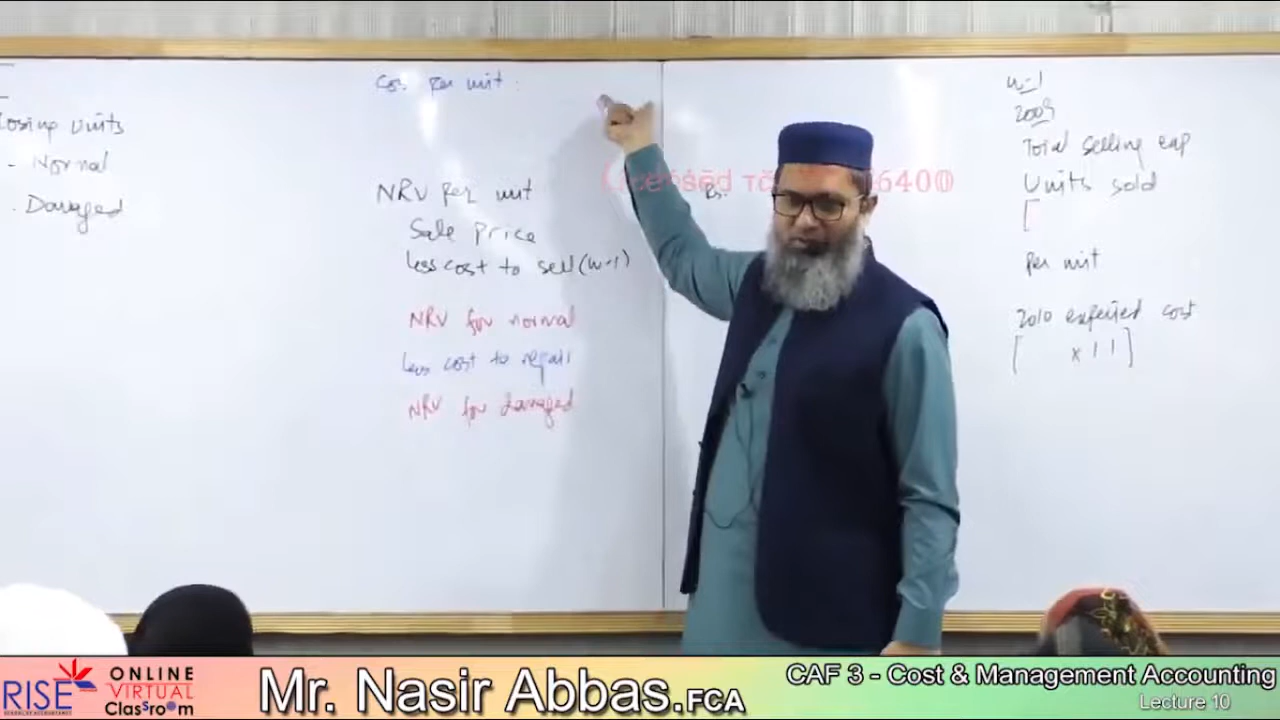 Closing Units
- Normal
- Damaged
Cost Per unit :
NRV Per unit
Rs.
Sale Price
less cost to sell (W-1)
NRV for normal
less cost to repair
NRV for damaged
W-1
2009
Total selling exp
Units sold
[
Per unit
2010 expected cost
[ x 1 1 ]
6400
RISE
ONLINE
VIRTUAL
Classroom
Mr. Nasir Abbas.FCA
CAF 3 - Cost & Management Accounting
Lecture 10